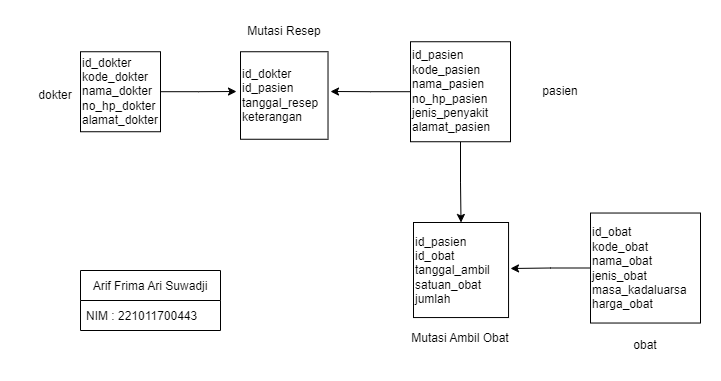 Mutasi Resep
dokter
id_dokter
kode_dokter
nama_dokter
no_hp_dokter
alamat_dokter
id_dokter
id_pasien
tanggal_resep
keterangan
id_pasien
kode_pasien
nama_pasien
no_hp_pasien
jenis_penyakit
alamat_pasien
pasien
id_pasien
id_obat
tanggal_ambil
satuan_obat
jumlah
Mutasi Ambil Obat
id_obat
kode_obat
nama_obat
jenis_obat
masa_kadaluarsa
harga_obat
obat
Arif Frima Ari Suwadji
NIM : 221011700443